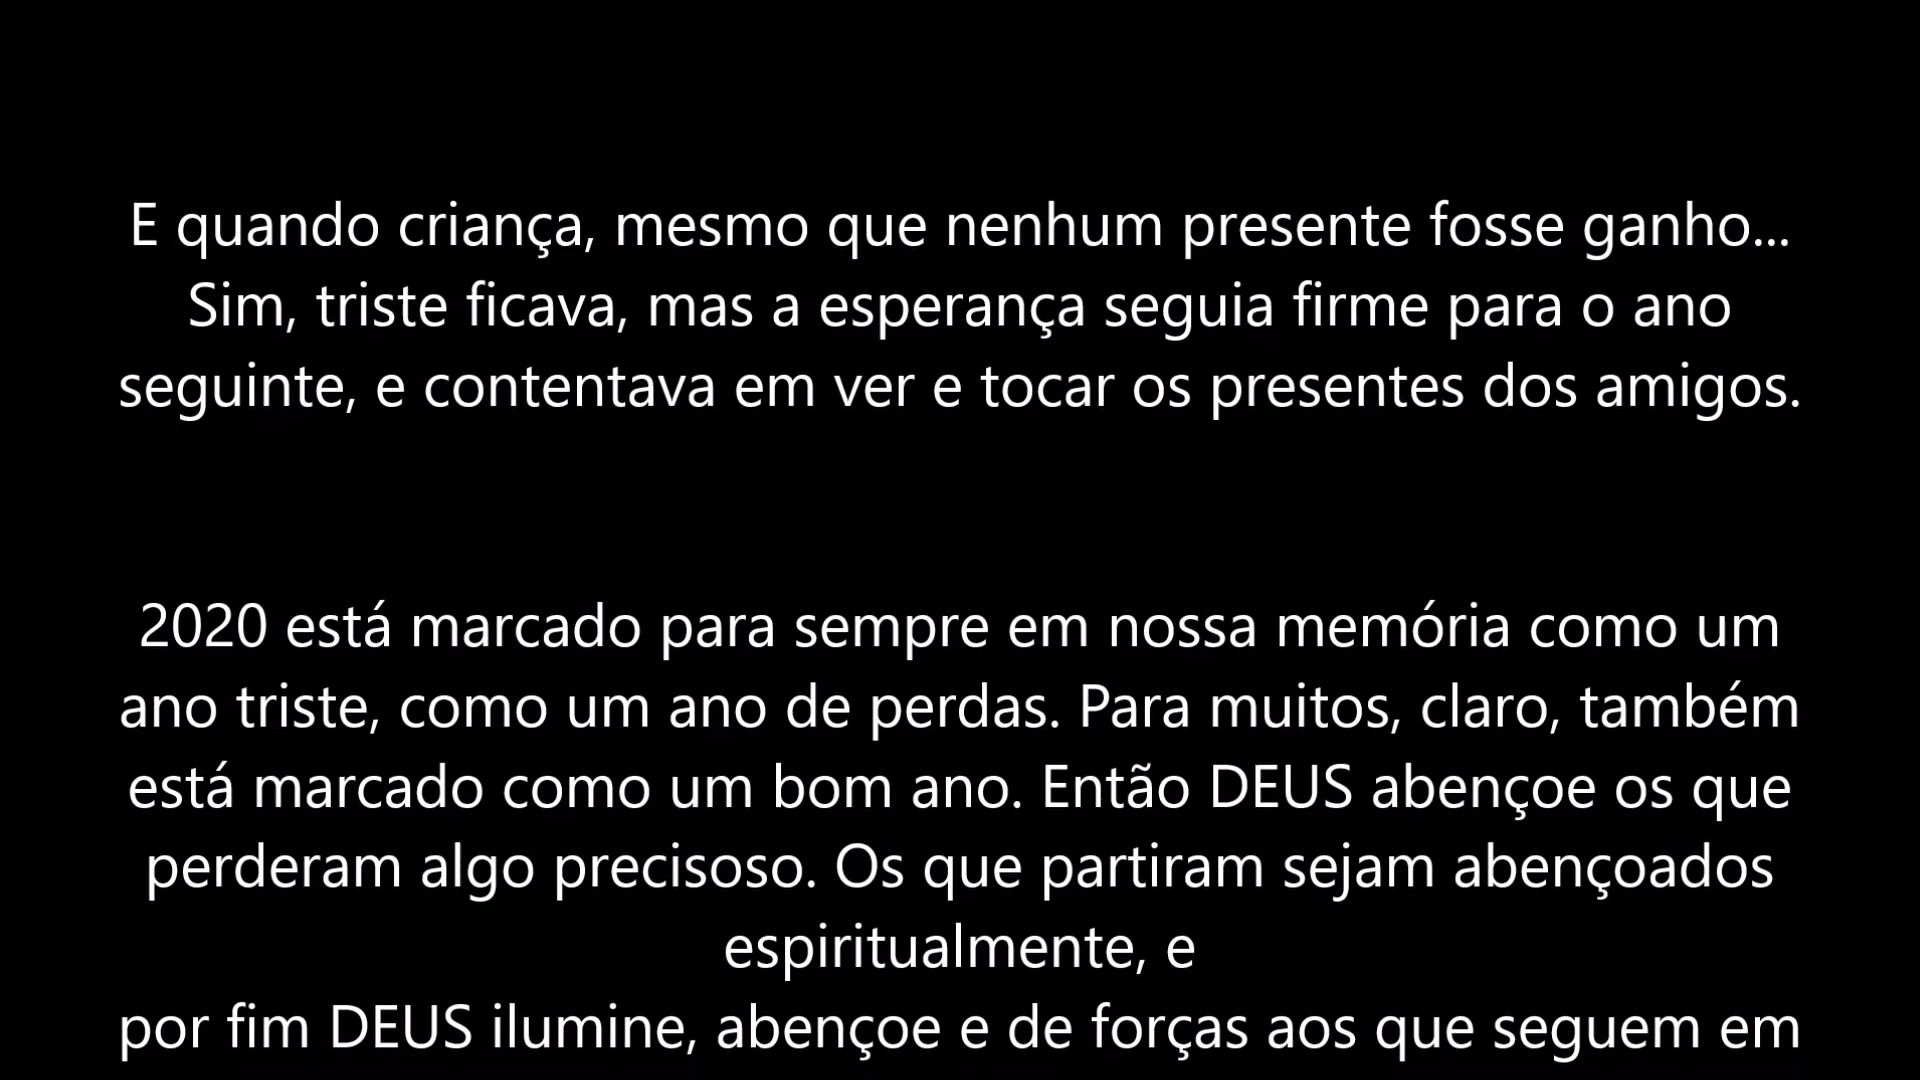 E quando criança, mesmo que nenhum presente fosse ganho...
Sim, triste ficava, mas a esperança seguia firme para o ano
seguinte, e contentava em ver e tocar os presentes dos amigos.
2020 está marcado para sempre em nossa memória como um
ano triste, como um ano de perdas. Para muitos, claro, também
está marcado como um bom ano. Então DEUS abençoe os que
perderam algo precisoso. Os que partiram sejam abençoados
espiritualmente, e
por fim DEUS ilumine, abençoe e de forças aos que seguem em